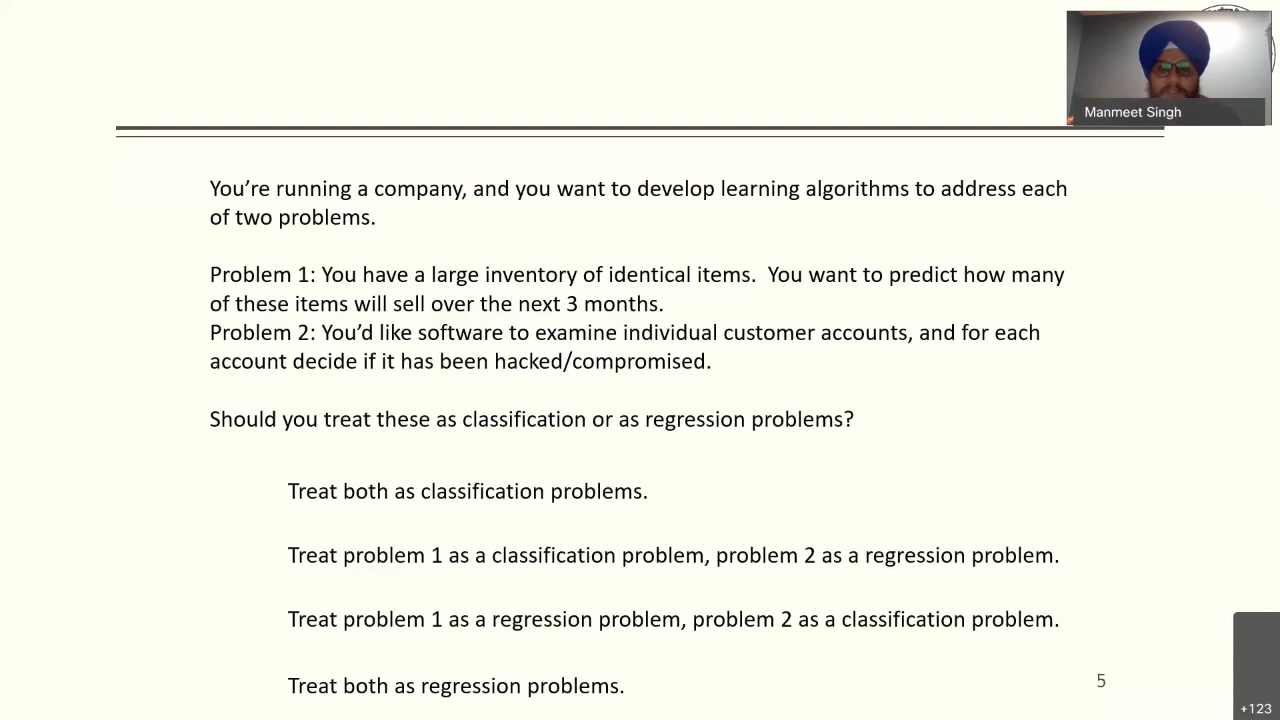 Manmeet Singh
You’re running a company, and you want to develop learning algorithms to address each
of two problems.
Problem 1: You have a large inventory of identical items.  You want to predict how many
of these items will sell over the next 3 months.
Problem 2: You’d like software to examine individual customer accounts, and for each
account decide if it has been hacked/compromised.
Should you treat these as classification or as regression problems?
Treat both as classification problems.
Treat problem 1 as a classification problem, problem 2 as a regression problem.
Treat problem 1 as a regression problem, problem 2 as a classification problem.
Treat both as regression problems.
5
+123